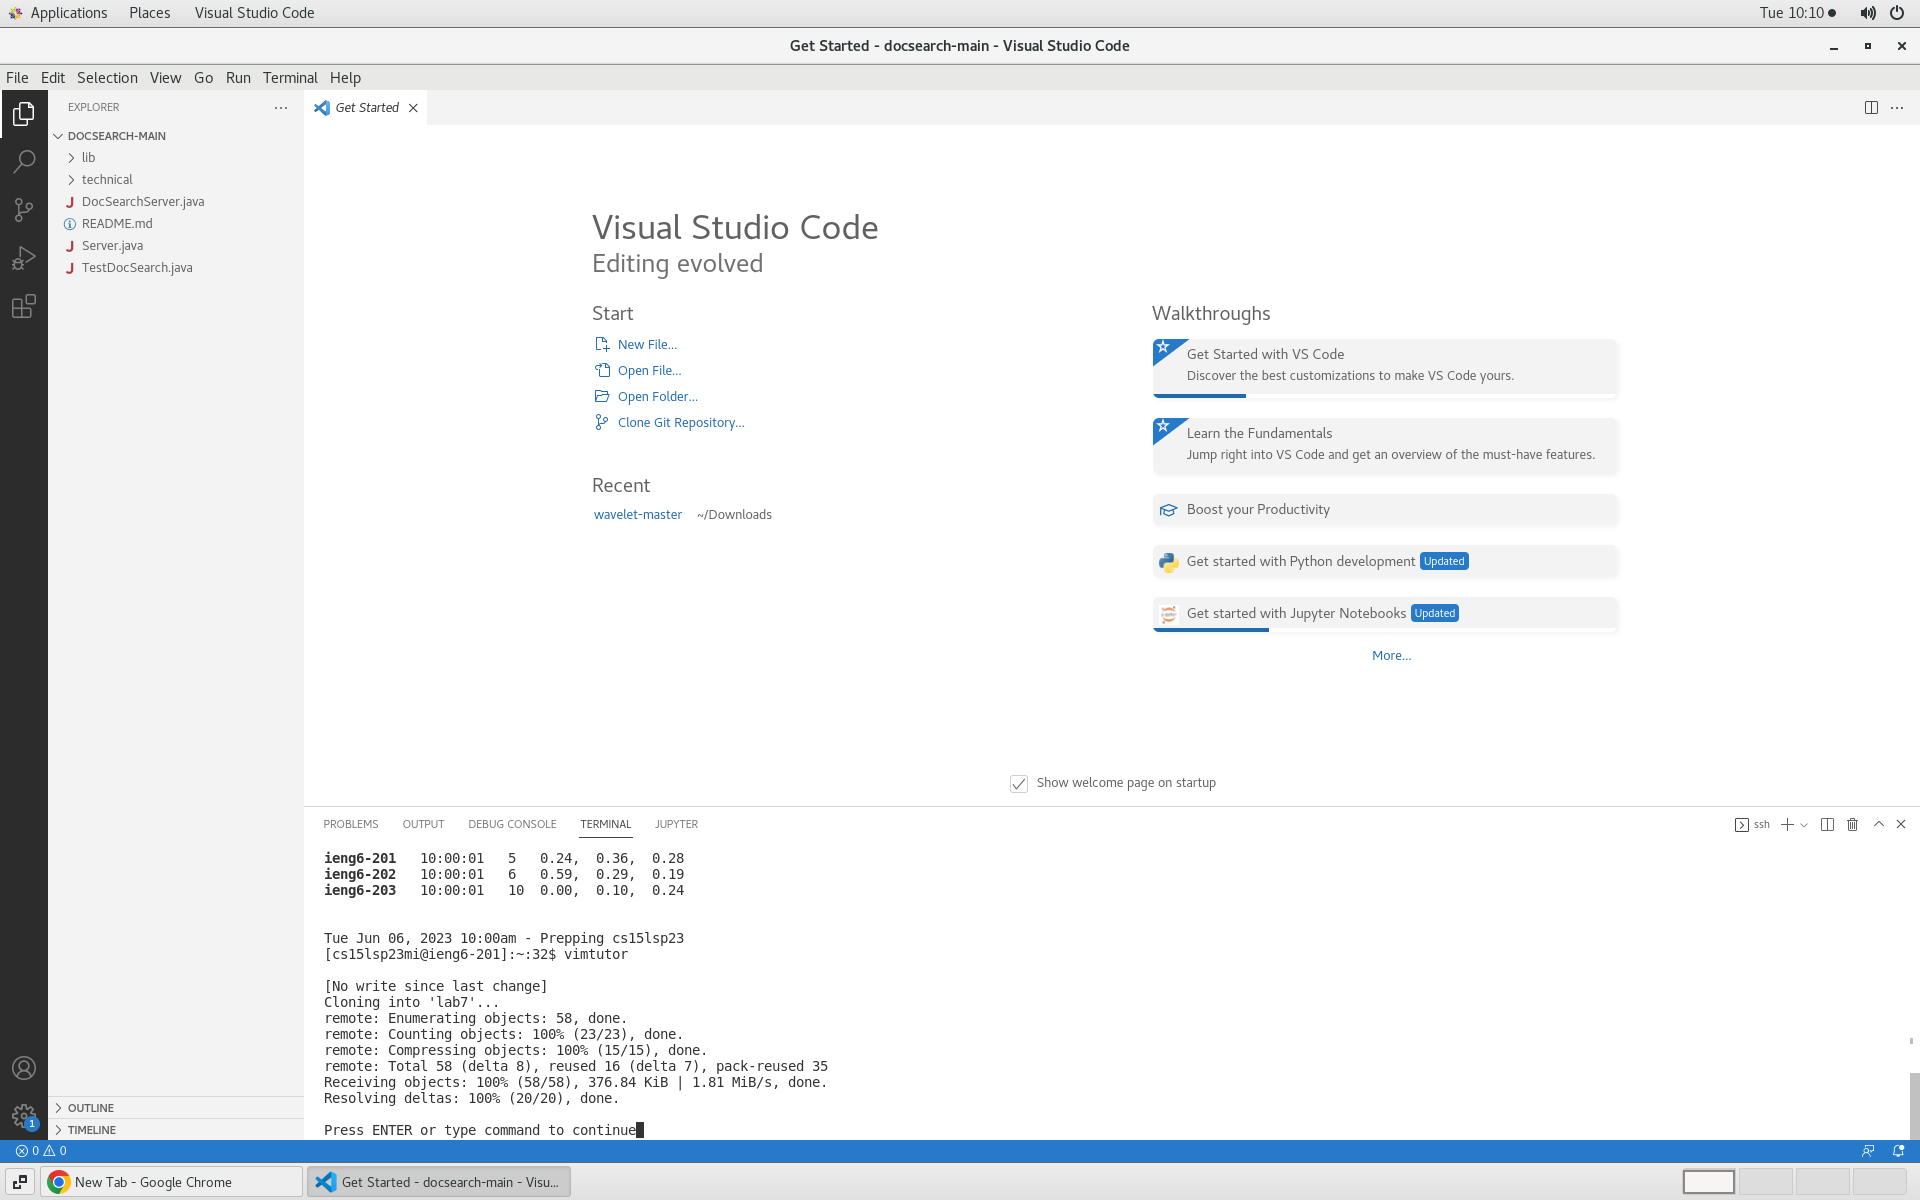 Applications Places Visual Studio Code Tue 10:10
Get Started - docsearch-main - Visual Studio Code
File Edit Selection View Go Run Terminal Help
EXPLORER
Get Started
DOCSEARCH-MAIN
lib
technical
DocSearchServer.java
README.md
Server.java
TestDocSearch.java
Visual Studio Code
Editing evolved
Start
New File...
Open File...
Open Folder...
Clone Git Repository...
Recent
wavelet-master ~/Downloads
Walkthroughs
Get Started with VS Code
Discover the best customizations to make VS Code yours.
Learn the Fundamentals
Jump right into VS Code and get an overview of the must-have features.
Boost your Productivity
Get started with Python development Updated
Get started with Jupyter Notebooks Updated
More...
Show welcome page on startup
PROBLEMS OUTPUT DEBUG CONSOLE TERMINAL JUPYTER ssh
ieng6-201 10:00:01 5 0.24, 0.36, 0.28
ieng6-202 10:00:01 6 0.59, 0.29, 0.19
ieng6-203 10:00:01 10 0.00, 0.10, 0.24
Tue Jun 06, 2023 10:00am - Prepping cs15lsp23
[cs15lsp23mi@ieng6-201]:~:32$ vimtutor
[No write since last change]
Cloning into 'lab7'...
remote: Enumerating objects: 58, done.
remote: Counting objects: 100% (23/23), done.
remote: Compressing objects: 100% (15/15), done.
remote: Total 58 (delta 8), reused 16 (delta 7), pack-reused 35
Receiving objects: 100% (58/58), 376.84 KiB | 1.81 MiB/s, done.
Resolving deltas: 100% (20/20), done.
Press ENTER or type command to continue
OUTLINE
TIMELINE
1
0 0
New Tab - Google Chrome Get Started - docsearch-main - Visu...